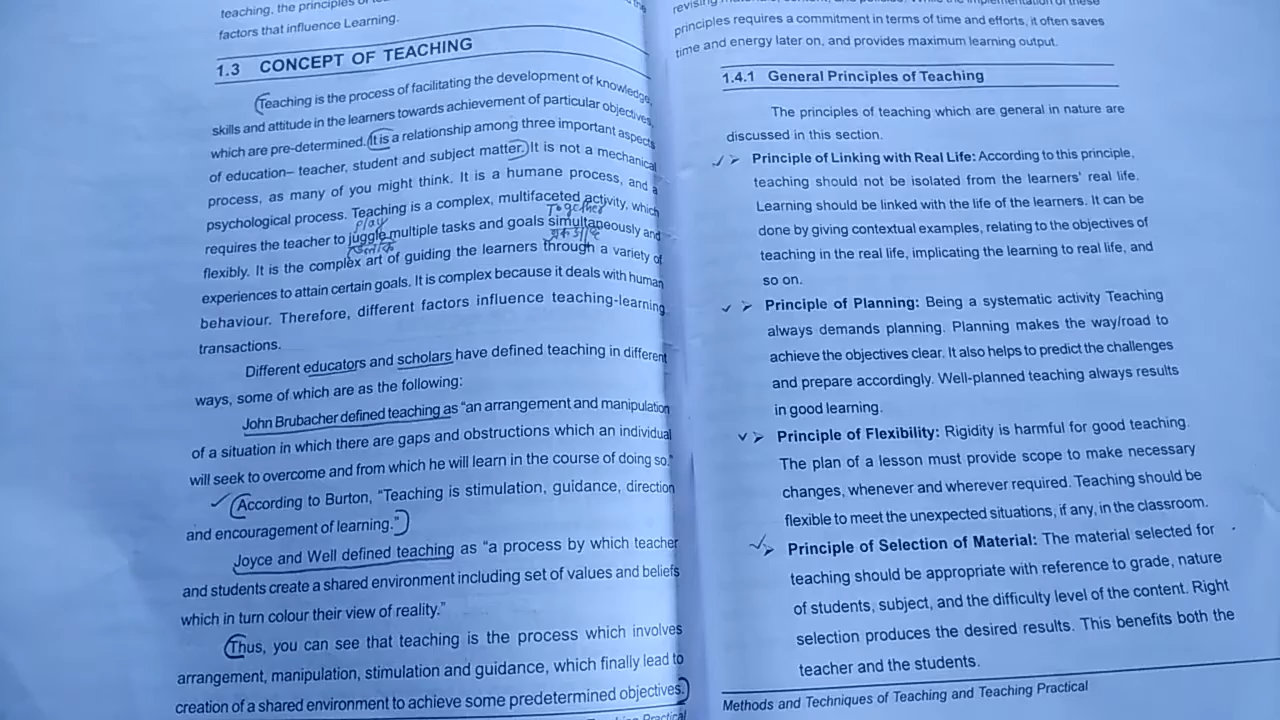 teaching, the principles of
factors that influence Learning.
1.3 CONCEPT OF TEACHING
Teaching is the process of facilitating the development of knowledge,
skills and attitude in the learners towards achievement of particular objectives
which are pre-determined. It is a relationship among three important aspects
of education– teacher, student and subject matter. It is not a mechanical
process, as many of you might think. It is a humane process, and a
psychological process. Teaching is a complex, multifaceted activity, which
Together
play
requires the teacher to juggle multiple tasks and goals simultaneously and
flexibly. It is the complex art of guiding the learners through a variety of
experiences to attain certain goals. It is complex because it deals with human
behaviour. Therefore, different factors influence teaching-learning
transactions.
Different educators and scholars have defined teaching in different
ways, some of which are as the following:
John Brubacher defined teaching as “an arrangement and manipulation
of a situation in which there are gaps and obstructions which an individual
will seek to overcome and from which he will learn in the course of doing so.”
According to Burton, “Teaching is stimulation, guidance, direction
and encouragement of learning.”
Joyce and Well defined teaching as “a process by which teacher
and students create a shared environment including set of values and beliefs
which in turn colour their view of reality.”
Thus, you can see that teaching is the process which involves
arrangement, manipulation, stimulation and guidance, which finally lead to
creation of a shared environment to achieve some predetermined objectives.
Practical
revising
principles requires a commitment in terms of time and efforts, it often saves
time and energy later on, and provides maximum learning output.
1.4.1 General Principles of Teaching
The principles of teaching which are general in nature are
discussed in this section.
➢ Principle of Linking with Real Life: According to this principle,
teaching should not be isolated from the learners' real life.
Learning should be linked with the life of the learners. It can be
done by giving contextual examples, relating to the objectives of
teaching in the real life, implicating the learning to real life, and
so on.
➢ Principle of Planning: Being a systematic activity Teaching
always demands planning. Planning makes the way/road to
achieve the objectives clear. It also helps to predict the challenges
and prepare accordingly. Well-planned teaching always results
in good learning.
➢ Principle of Flexibility: Rigidity is harmful for good teaching.
The plan of a lesson must provide scope to make necessary
changes, whenever and wherever required. Teaching should be
flexible to meet the unexpected situations, if any, in the classroom.
➢ Principle of Selection of Material: The material selected for
teaching should be appropriate with reference to grade, nature
of students, subject, and the difficulty level of the content. Right
selection produces the desired results. This benefits both the
teacher and the students.
Methods and Techniques of Teaching and Teaching Practical